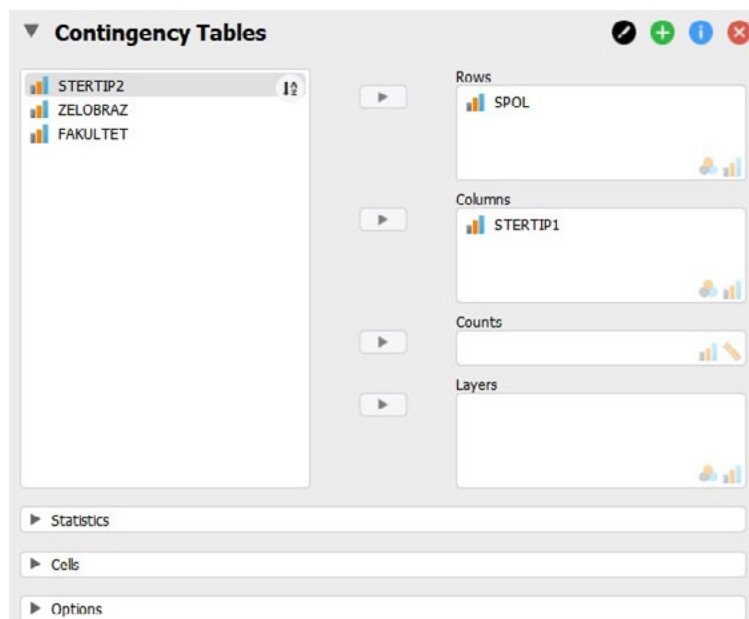 Contingency Tables
STERTIP2
ZELOBRAZ
FAKULTET
Rows
SPOL
Columns
STERTIP1
Counts
Layers
Statistics
Cells
Options